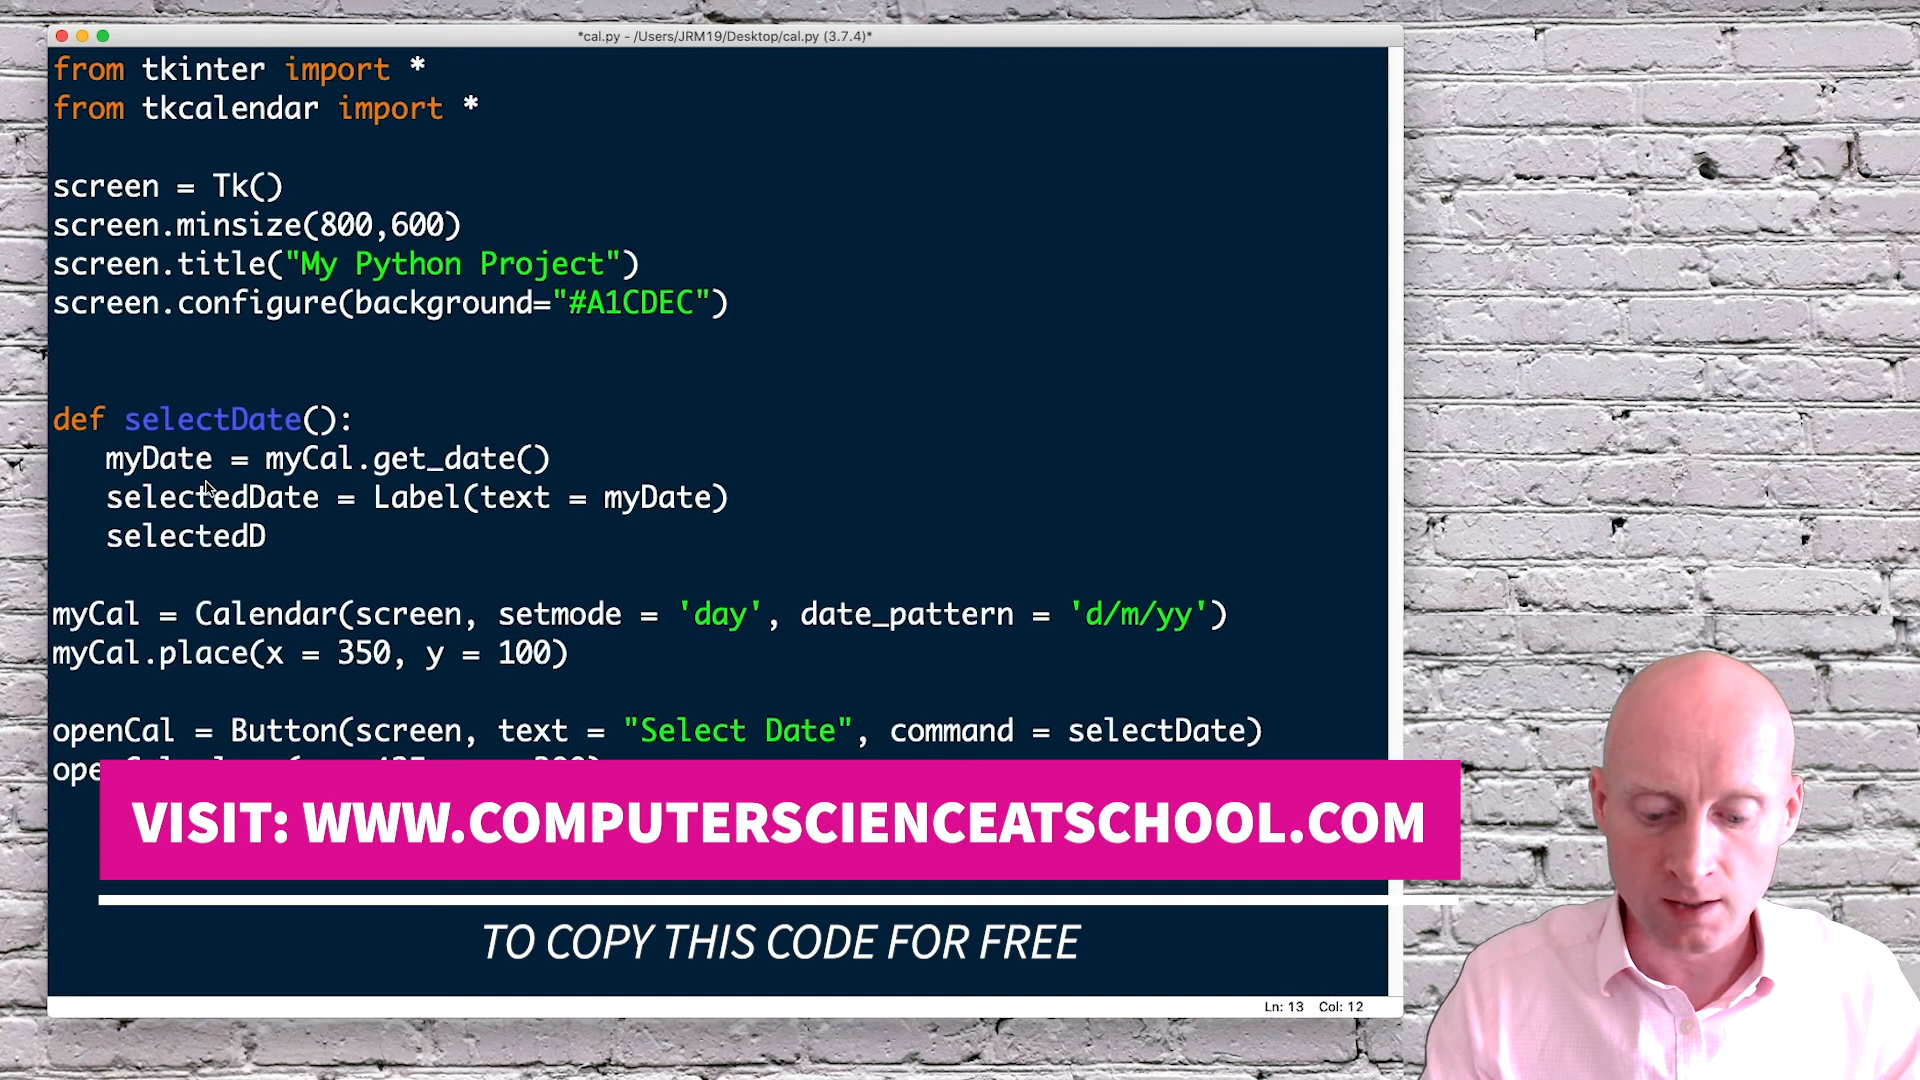 *cal.py - /Users/JRM19/Desktop/cal.py (3.7.4)*
from tkinter import *
from tkcalendar import *
screen = Tk()
screen.minsize(800,600)
screen.title("My Python Project")
screen.configure(background="#A1CDEC")
def selectDate():
myDate = myCal.get_date()
selectedDate = Label(text = myDate)
selectedD
myCal = Calendar(screen, setmode = 'day', date_pattern = 'd/m/yy')
myCal.place(x = 350, y = 100)
openCal = Button(screen, text = "Select Date", command = selectDate)
VISIT: WWW.COMPUTERSCIENCEATSCHOOL.COM
TO COPY THIS CODE FOR FREE
Ln: 13 Col: 12